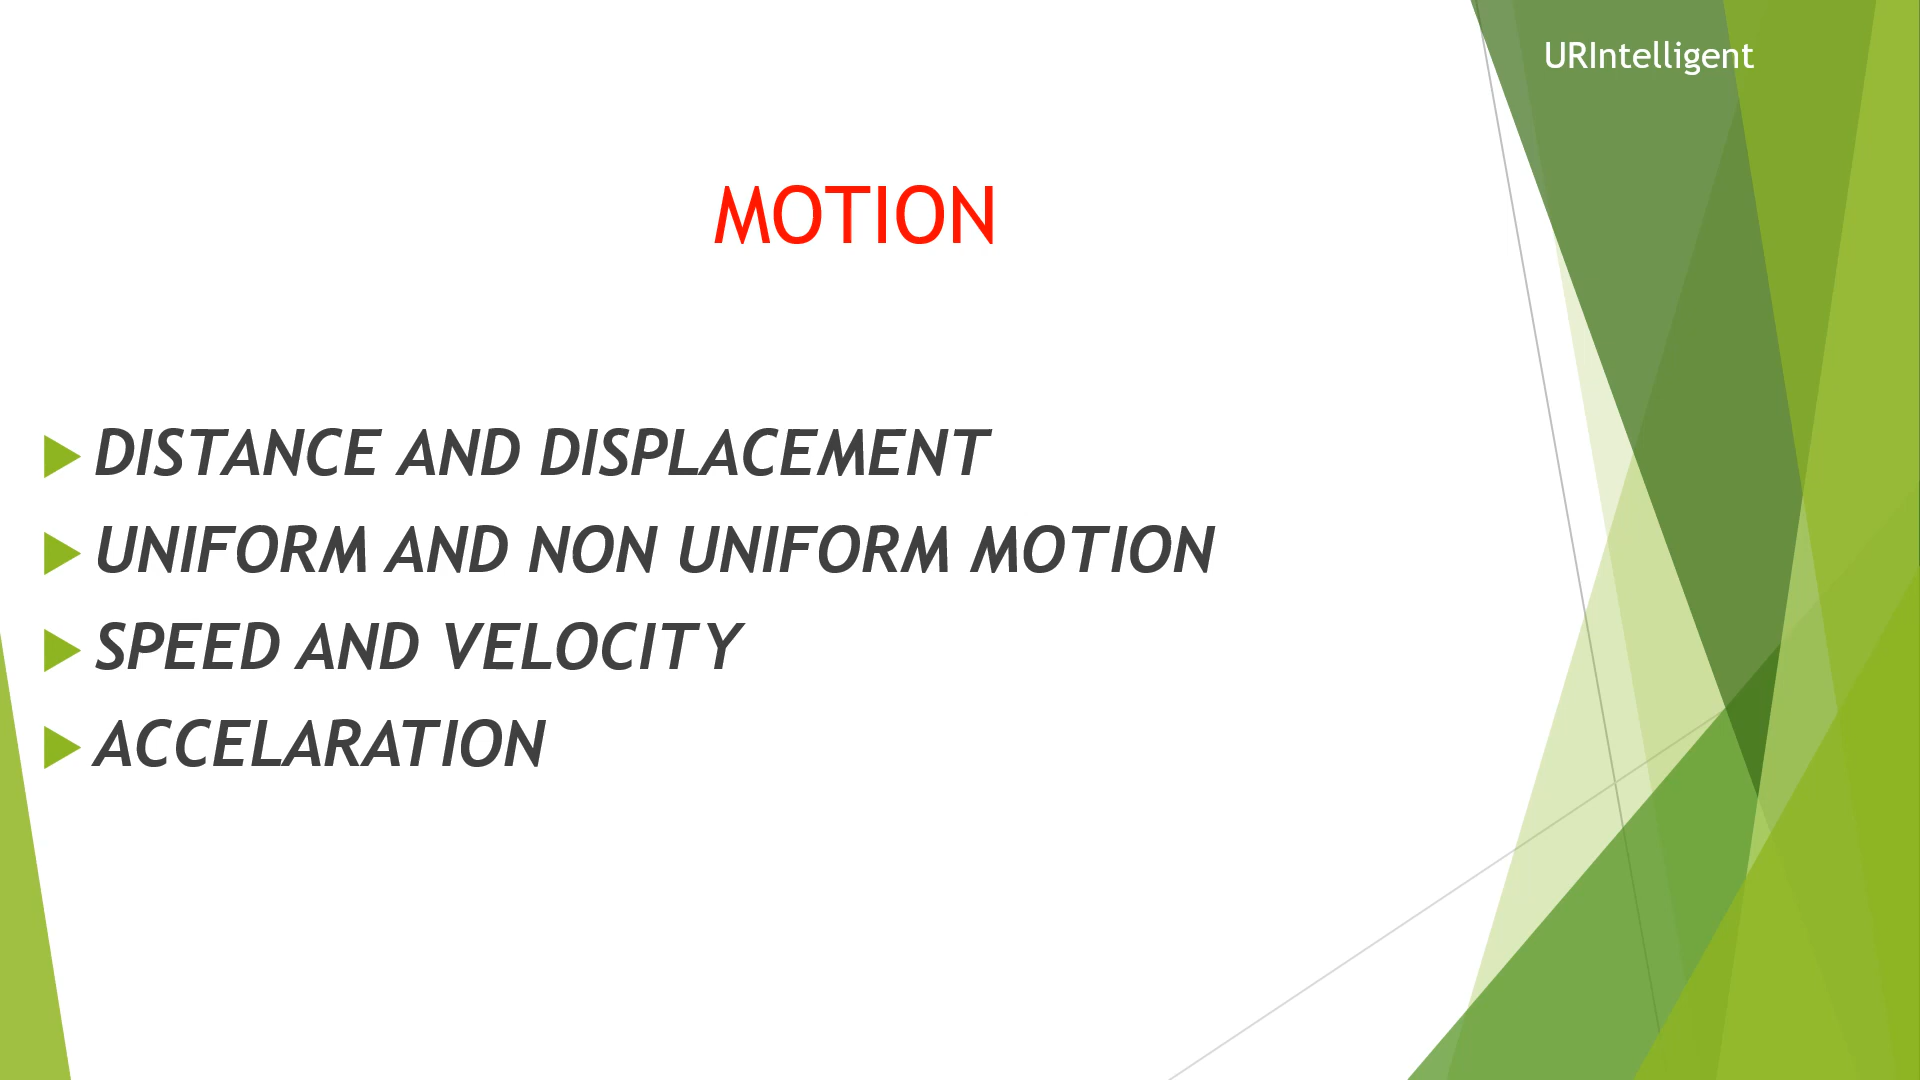 URIntelligent
MOTION
DISTANCE AND DISPLACEMENT
UNIFORM AND NON UNIFORM MOTION
SPEED AND VELOCITY
ACCELARATION